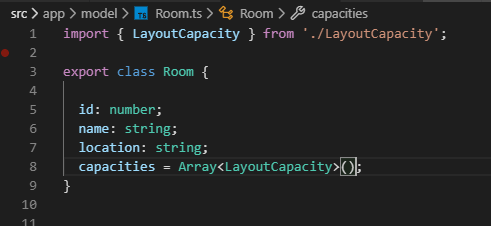 src > app > model > TS Room.ts > Room > capacities
1 import { LayoutCapacity } from './LayoutCapacity';
2
3 export class Room {
4
5 id: number;
6 name: string;
7 location: string;
8 capacities = Array<LayoutCapacity>();
9 }
10
11